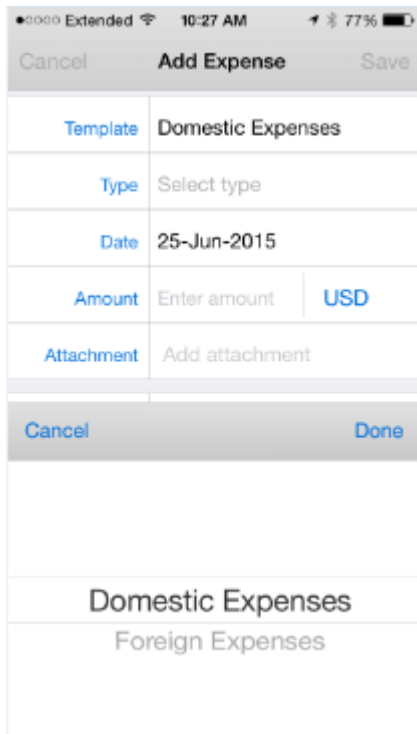 Extended 10:27 AM 77%
Cancel Add Expense Save
Template Domestic Expenses
Type Select type
Date 25-Jun-2015
Amount Enter amount USD
Attachment Add attachment
Cancel Done
Domestic Expenses
Foreign Expenses